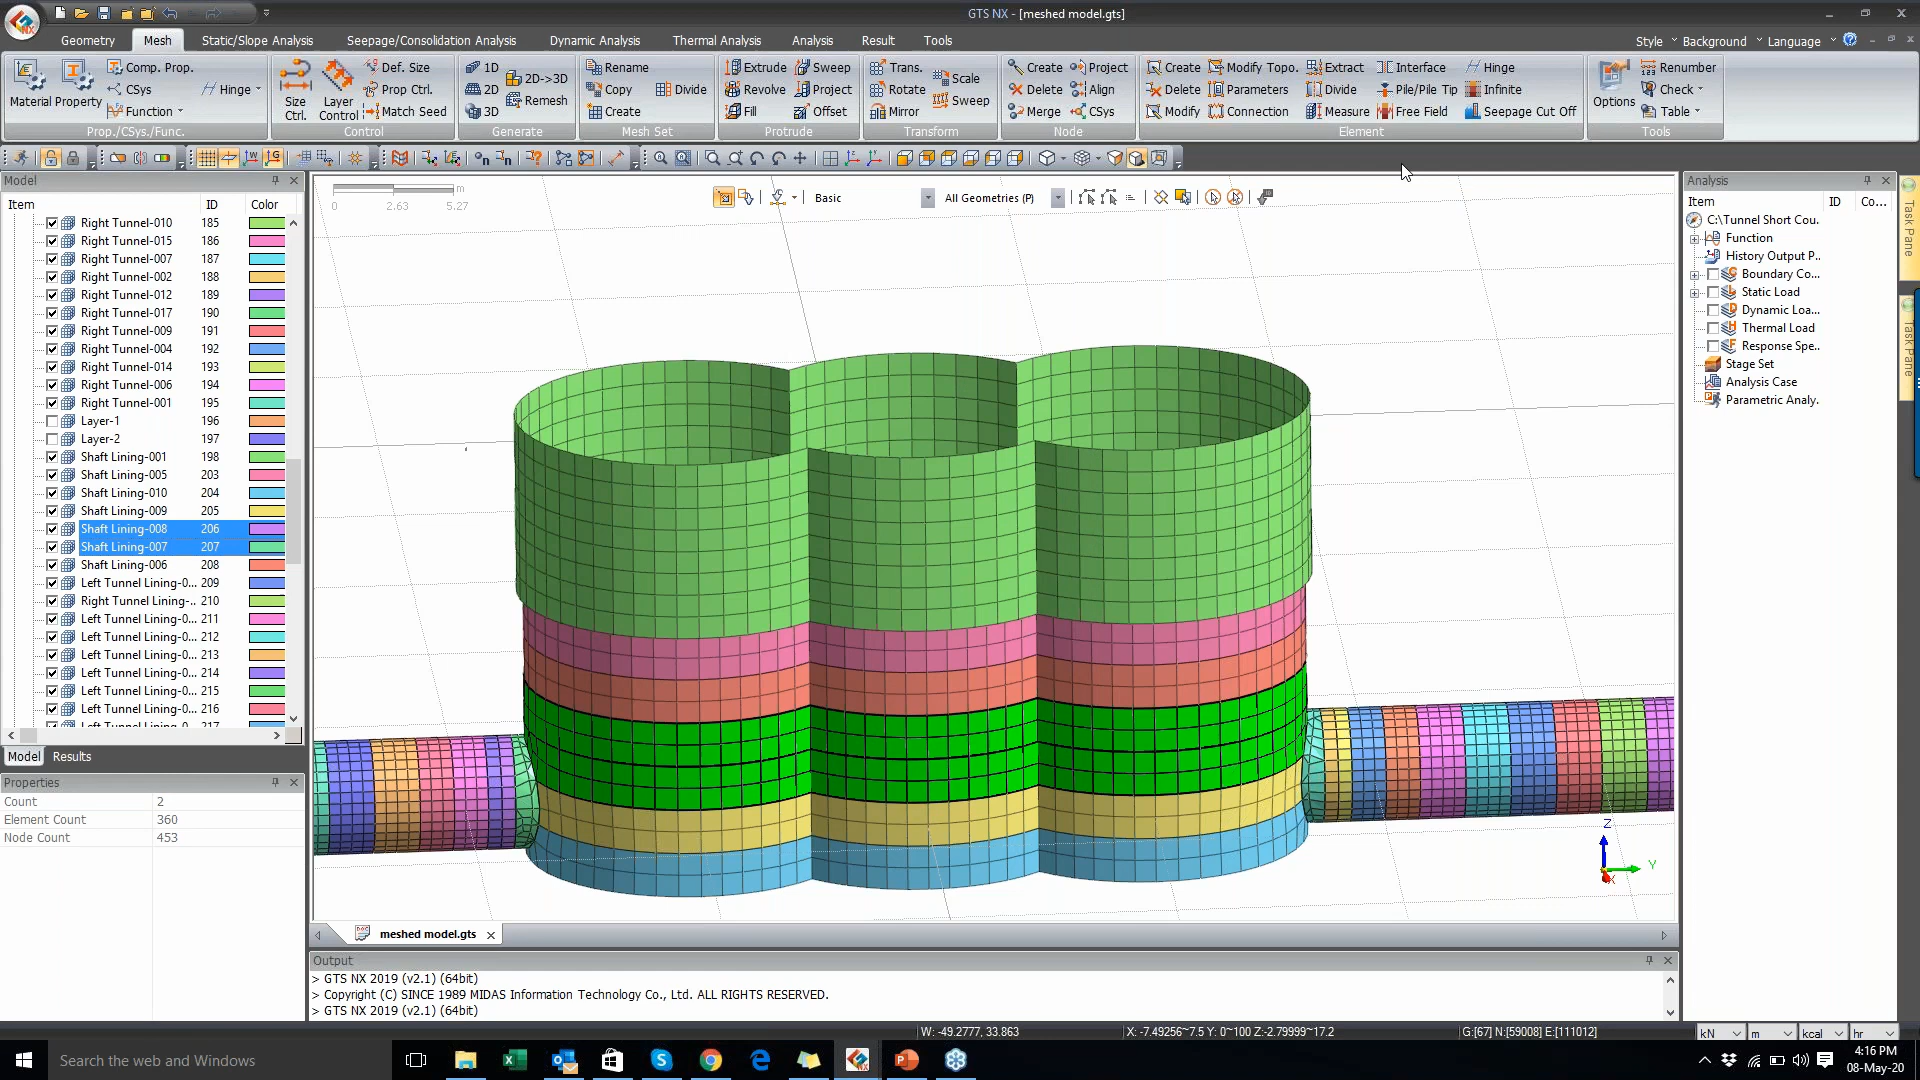 GTS NX - [meshed model.gts]
Geometry Mesh Static/Slope Analysis Seepage/Consolidation Analysis Dynamic Analysis Thermal Analysis Analysis Result Tools Style Background Language
Comp. Prop. Def. Size 1D Rename Extrude Sweep Trans. Create Project Create Modify Topo. Extract Interface Hinge Renumber
CSys Hinge Prop Ctrl. 2D->3D 2D Copy Divide Revolve Project Rotate Scale Delete Align Delete Parameters Divide Pile/Pile Tip Infinite Check
Material Property Function Size Ctrl. Layer Control Match Seed 3D Remesh Create Fill Offset Mirror Sweep Merge CSys Modify Connection Measure Free Field Seepage Cut Off Options Table
Prop./CSys./Func. Control Generate Mesh Set Protrude Transform Node Element Tools
Model
Item ID Color
Right Tunnel-010 185
Right Tunnel-015 186
Right Tunnel-007 187
Right Tunnel-002 188
Right Tunnel-012 189
Right Tunnel-017 190
Right Tunnel-009 191
Right Tunnel-004 192
Right Tunnel-014 193
Right Tunnel-006 194
Right Tunnel-001 195
Layer-1 196
Layer-2 197
Shaft Lining-001 198
Shaft Lining-005 203
Shaft Lining-010 204
Shaft Lining-009 205
Shaft Lining-008 206
Shaft Lining-007 207
Shaft Lining-006 208
Left Tunnel Lining-0... 209
Right Tunnel Lining-.. 210
Left Tunnel Lining-0... 211
Left Tunnel Lining-0... 212
Left Tunnel Lining-0... 213
Left Tunnel Lining-0... 214
Left Tunnel Lining-0... 215
Left Tunnel Lining-0... 216
Left Tunnel Lining-0... 217
Model Results
Properties
Count 2
Element Count 360
Node Count 453
m
0 2.63 5.27
Basic All Geometries (P)
Z
Y
X
meshed model.gts
Output
> GTS NX 2019 (v2.1) (64bit)
> Copyright (C) SINCE 1989 MIDAS Information Technology Co., Ltd. ALL RIGHTS RESERVED.
> GTS NX 2019 (v2.1) (64bit)
Analysis
Item ID Co...
C:\Tunnel Short Cou.
Function
History Output P..
Boundary Co...
Static Load
Dynamic Loa...
Thermal Load
Response Spe..
Stage Set
Analysis Case
Parametric Analy.
Task Pane
Task Pane
W: -49.2777, 33.863 X: -7.49256~7.5 Y: 0~100 Z:-2.79999~17.2 G:[67] N:[59008] E:[111012] kN m kcal hr
Search the web and Windows
4:16 PM
08-May-20